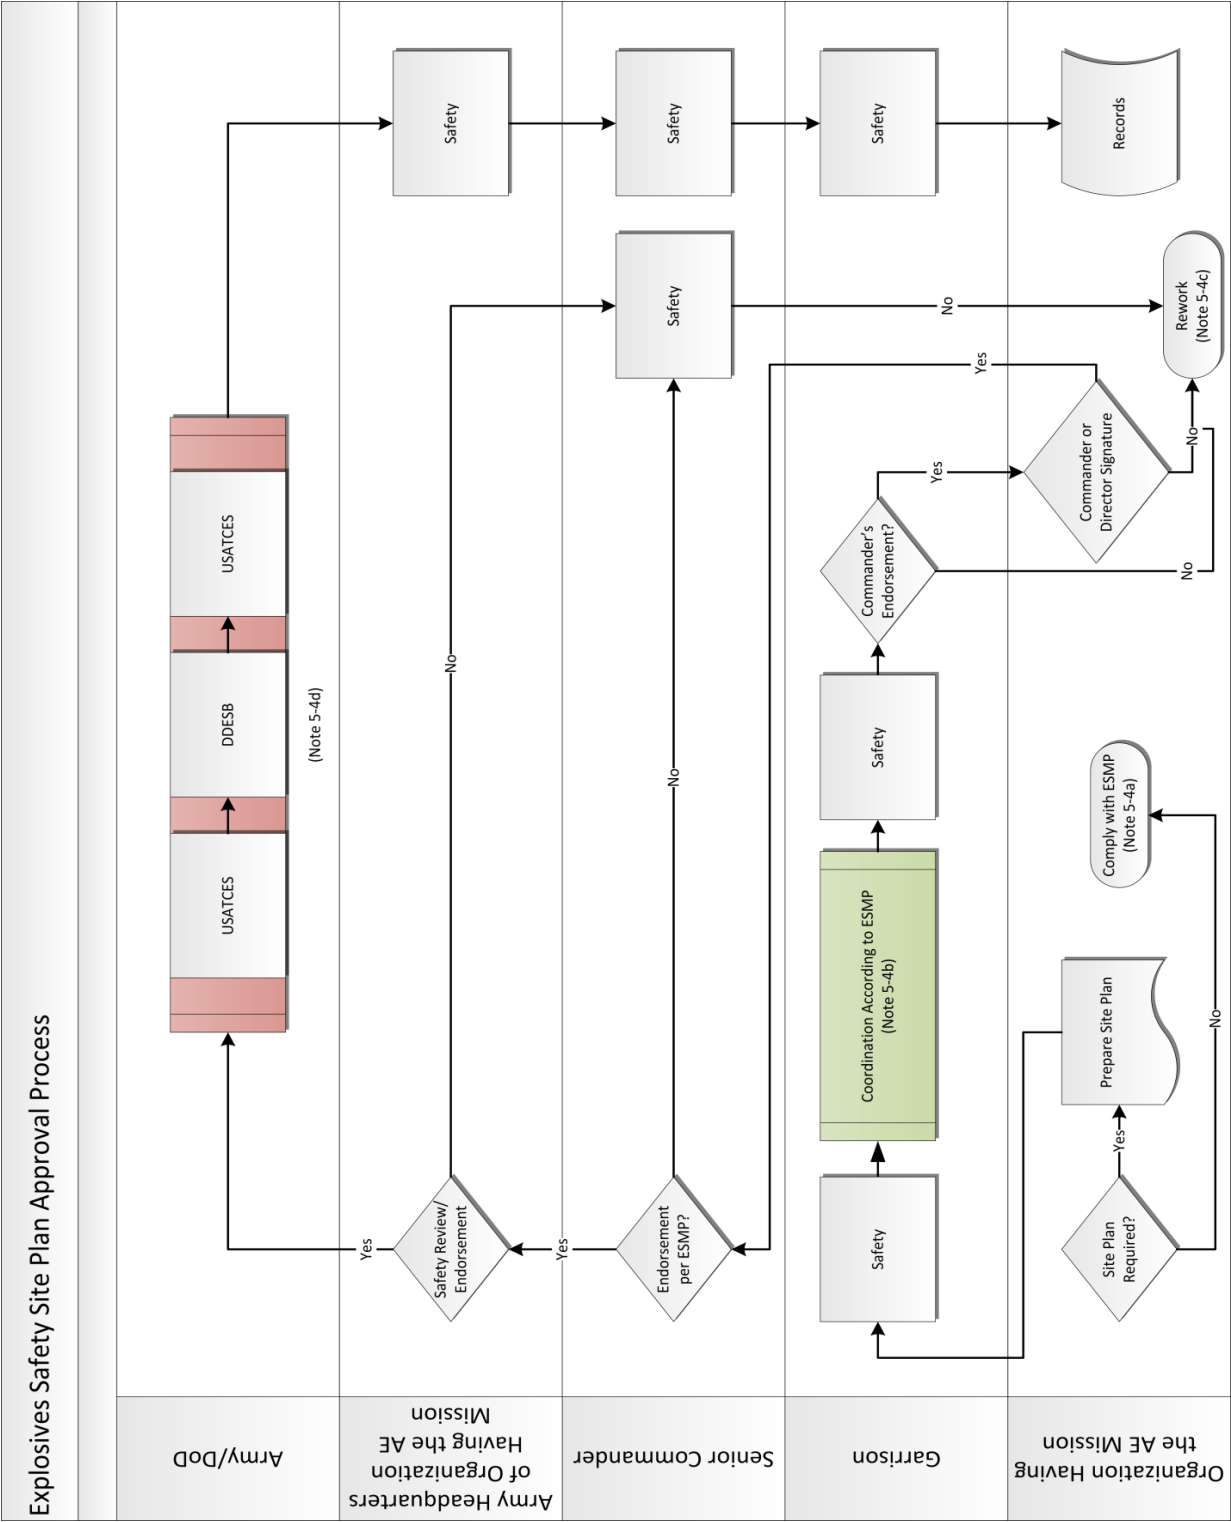 Explosives Safety Site Plan Approval Process
Army/DoD
USATCES
DDESB
USATCES
(Note 5-4d)
Army Headquarters
of Organization
Having the AE
Mission
Safety Review/
Endorsement
Yes
No
Safety
Senior Commander
Endorsement
per ESMP?
Yes
No
Safety
Safety
Garrison
Safety
Coordination According to ESMP
(Note 5-4b)
Safety
Commander's
Endorsement?
Yes
No
Yes
No
Safety
Organization Having
the AE Mission
Site Plan
Required?
Yes
No
Prepare Site Plan
Comply with ESMP
(Note 5-4a)
Commander or
Director Signature
No
Rework
(Note 5-4c)
Records